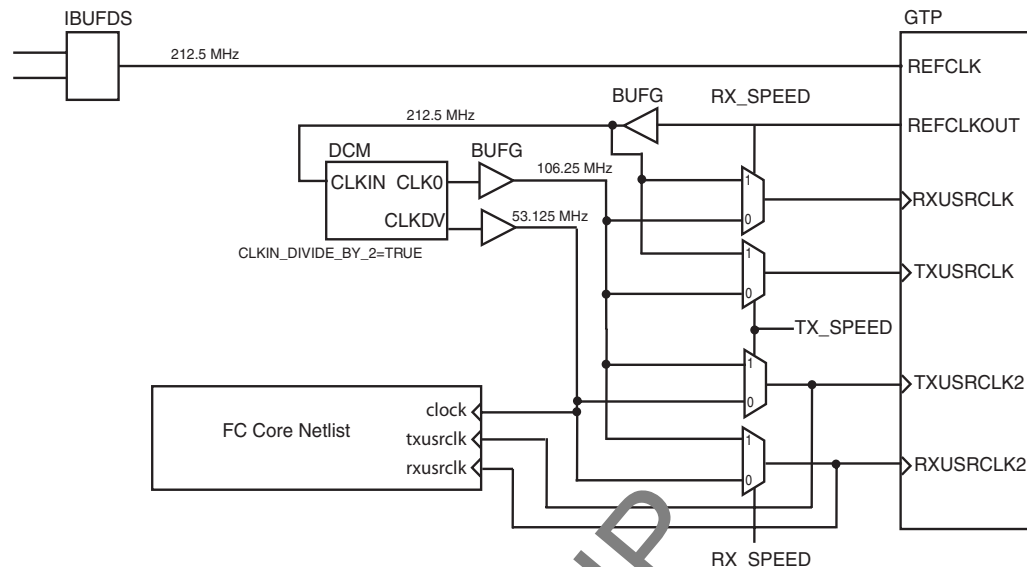 IBUFDS
GTP
212.5 MHz
REFCLK
BUFG
RX_SPEED
212.5 MHz
REFCLKOUT
DCM
BUFG
CLKIN
CLK0
106.25 MHz
1
0
RXUSRCLK
CLKDV
53.125 MHz
CLKIN_DIVIDE_BY_2=TRUE
1
0
TXUSRCLK
TX_SPEED
1
0
TXUSRCLK2
FC Core Netlist
clock
txusrclk
rxusrclk
1
0
RXUSRCLK2
RX_SPEED